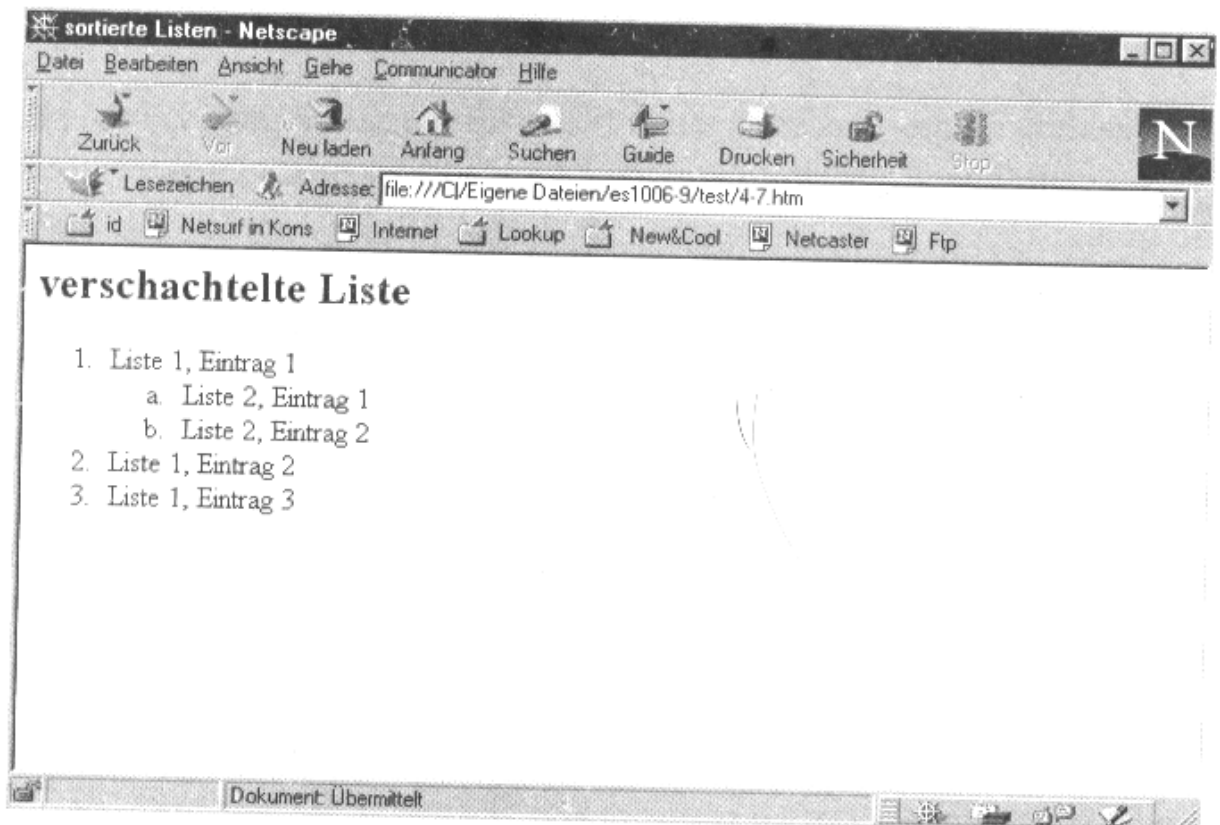 sortierte Listen - Netscape
Datei Bearbeiten Ansicht Gehe Communicator Hilfe
Zurück Vor Neu laden Anfang Suchen Guide Drucken Sicherheit Stop
N
Lesezeichen Adresse: file:///C|/Eigene Dateien/es1006-9/test/4-7.htm
id Netsurf in Kons Internet Lookup New&Cool Netcaster Ftp
verschachtelte Liste
1. Liste 1, Eintrag 1
a. Liste 2, Eintrag 1
b. Liste 2, Eintrag 2
2. Liste 1, Eintrag 2
3. Liste 1, Eintrag 3
Dokument: Übermittelt